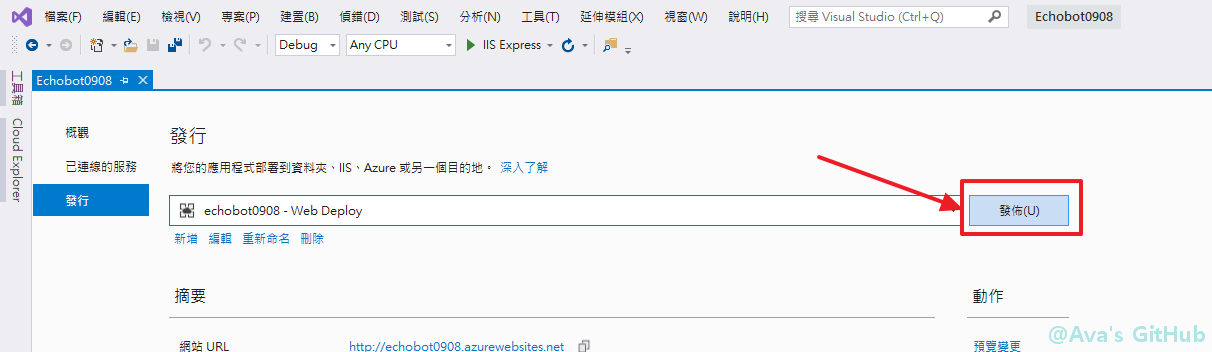 檔案(F) 編輯(E) 檢視(V) 專案(P) 建置(B) 偵錯(D) 測試(S) 分析(N) 工具(T) 延伸模組(X) 視窗(W) 說明(H) 搜尋 Visual Studio (Ctrl+Q) Echobot0908
Debug Any CPU IIS Express
工具箱
Cloud Explorer
Echobot0908
概觀
已連線的服務
發行
發行
將您的應用程式部署到資料夾、IIS、Azure 或另一個目的地。 深入了解
echobot0908 - Web Deploy 發佈(U)
新增 編輯 重新命名 刪除
摘要 動作
網站 URL http://echobot0908.azurewebsites.net 預覽變更
@Ava's GitHub